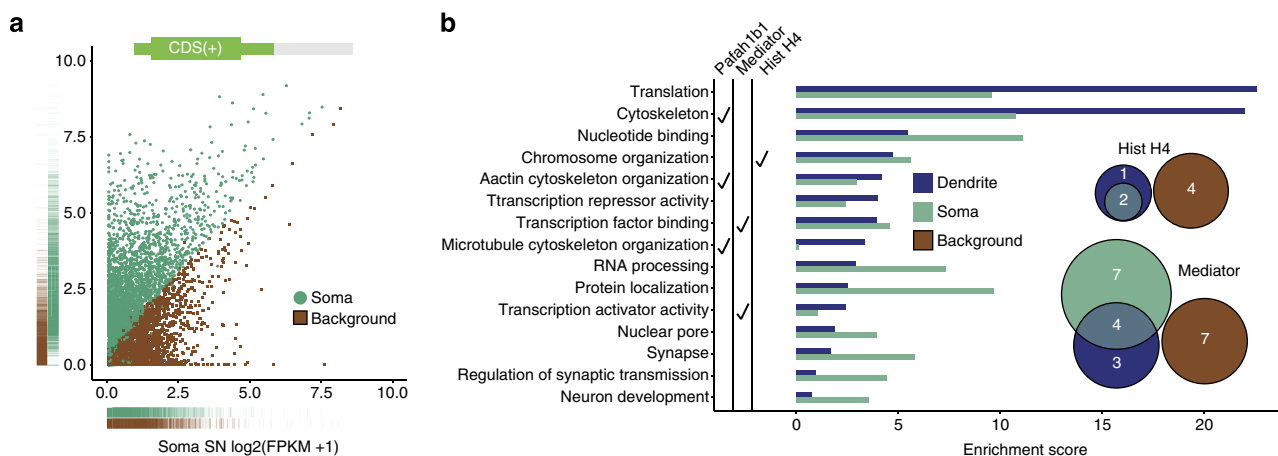 a
CDS(+)
10.0
7.5
5.0
2.5
0.0
Soma
Background
0.0 2.5 5.0 7.5 10.0
Soma SN log2(FPKM +1)
b
Pafah1b1
Mediator
Hist H4
Translation
Cytoskeleton
Nucleotide binding
Chromosome organization
Aactin cytoskeleton organization
Ttranscription repressor activity
Transcription factor binding
Microtubule cytoskeleton organization
RNA processing
Protein localization
Transcription activator activity
Nuclear pore
Synapse
Regulation of synaptic transmission
Neuron development
Dendrite
Soma
Background
Hist H4
1
2
4
Mediator
7
4
3
7
0 5 10 15 20
Enrichment score